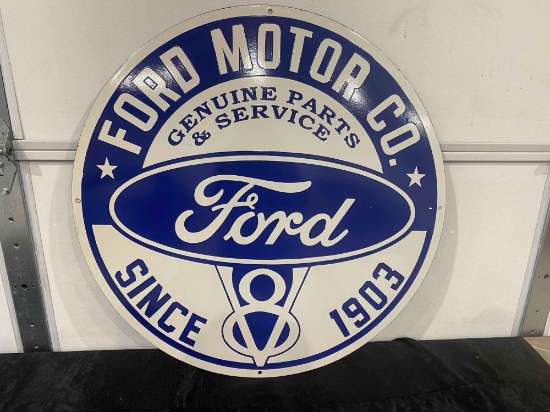 FORD MOTOR CO.
GENUINE PARTS
& SERVICE
Ford
V8
SINCE 1903